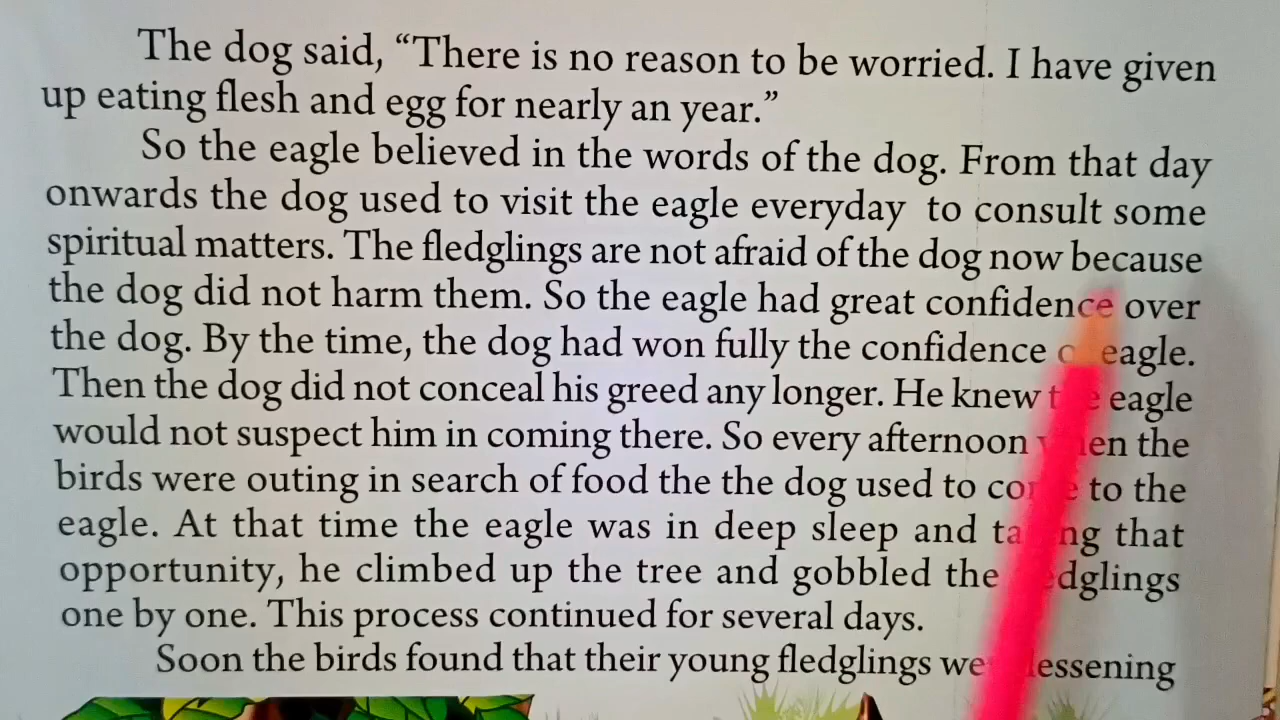 The dog said, “There is no reason to be worried. I have given
up eating flesh and egg for nearly an year.”
So the eagle believed in the words of the dog. From that day
onwards the dog used to visit the eagle everyday to consult some
spiritual matters. The fledglings are not afraid of the dog now because
the dog did not harm them. So the eagle had great confidence over
the dog. By the time, the dog had won fully the confidence eagle.
Then the dog did not conceal his greed any longer. He knew eagle
would not suspect him in coming there. So every afternoon the
birds were outing in search of food the the dog used to to the
eagle. At that time the eagle was in deep sleep and that
opportunity, he climbed up the tree and gobbled the fledglings
one by one. This process continued for several days.
Soon the birds found that their young fledglings lessening